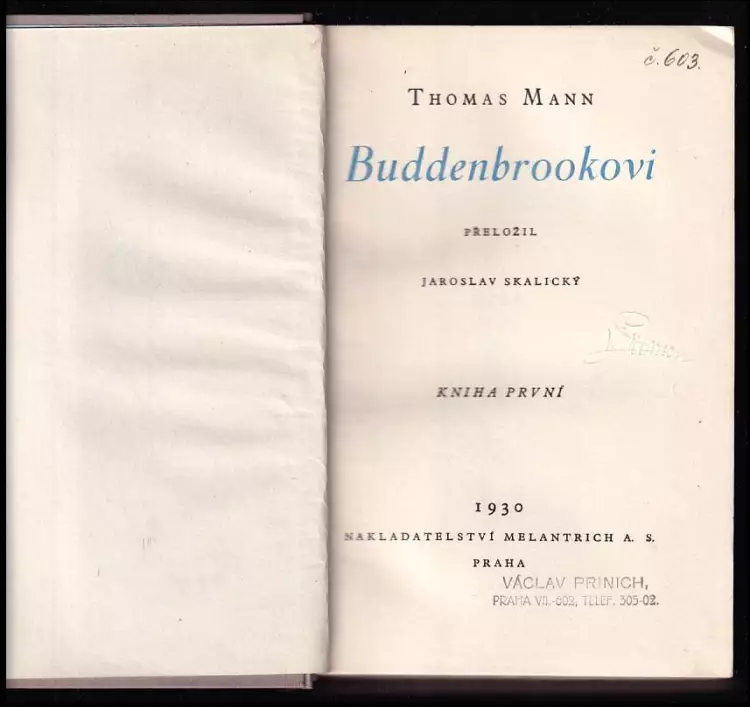 č. 603.
THOMAS MANN
Buddenbrookovi
PŘELOŽIL
JAROSLAV SKALICKÝ
KNIHA PRVNÍ
1930
NAKLADATELSTVÍ MELANTRICH A. S.
PRAHA
VÁCLAV PRINICH,
PRAHA VII.-602, TELEF. 305-02.